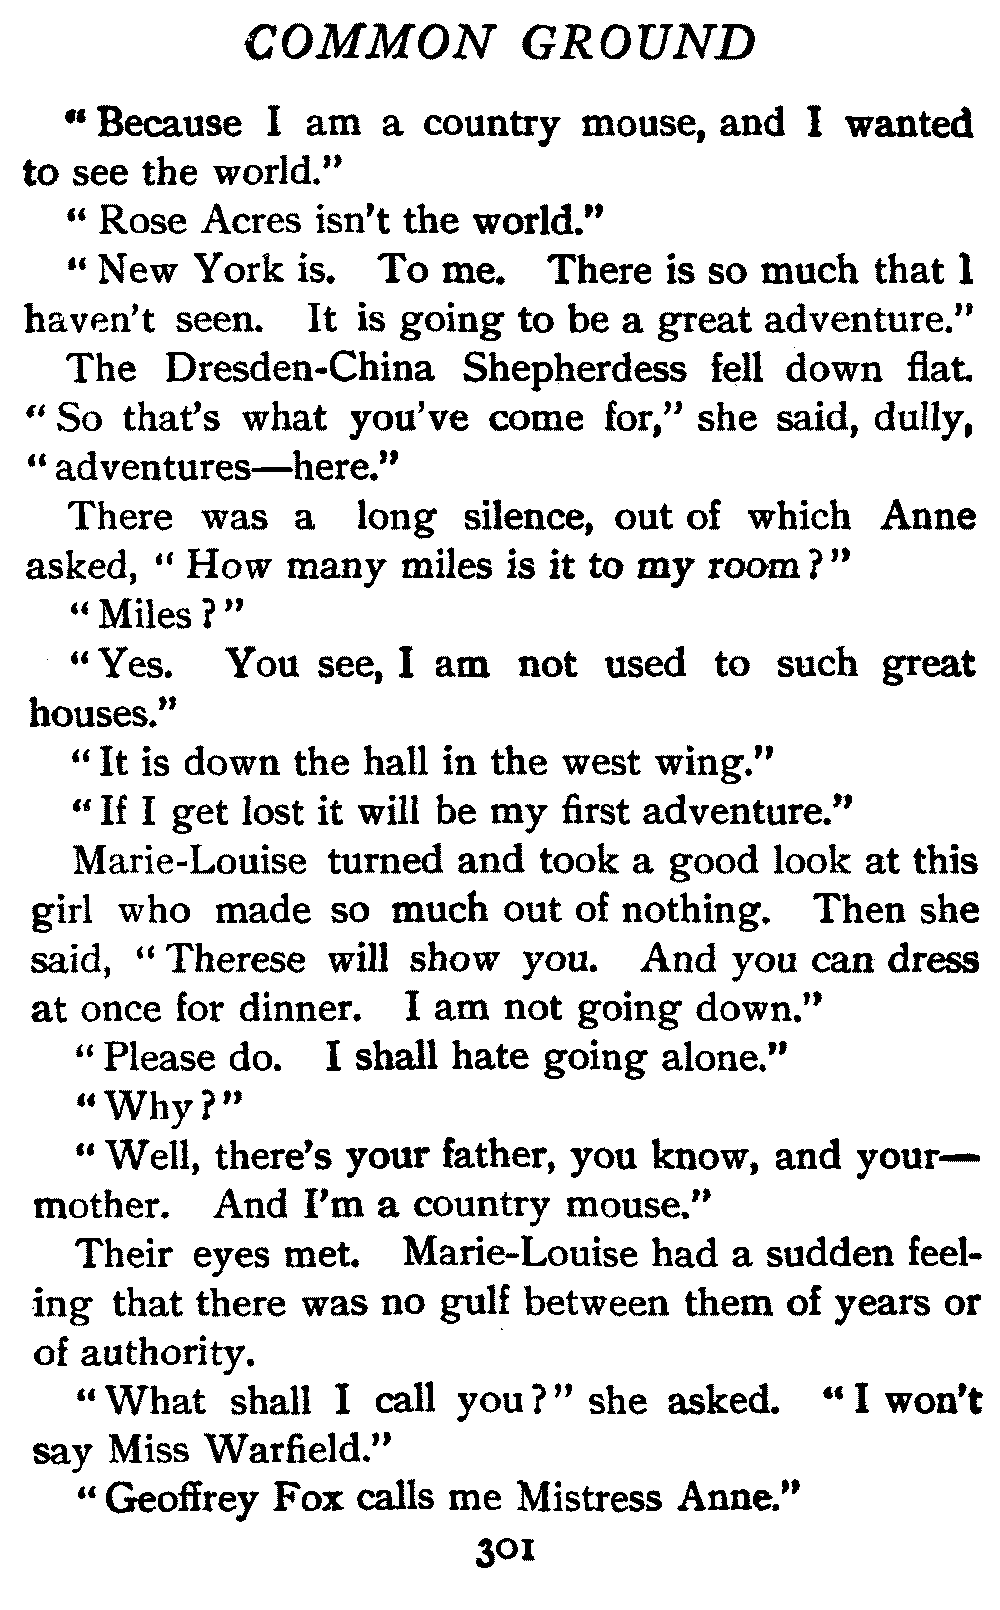 COMMON GROUND
"Because I am a country mouse, and I wanted
to see the world."
"Rose Acres isn't the world."
"New York is. To me. There is so much that I
haven't seen. It is going to be a great adventure."
The Dresden-China Shepherdess fell down flat.
"So that's what you've come for," she said, dully,
"adventures—here."
There was a long silence, out of which Anne
asked, "How many miles is it to my room?"
"Miles?"
"Yes. You see, I am not used to such great
houses."
"It is down the hall in the west wing."
"If I get lost it will be my first adventure."
Marie-Louise turned and took a good look at this
girl who made so much out of nothing. Then she
said, "Therese will show you. And you can dress
at once for dinner. I am not going down."
"Please do. I shall hate going alone."
"Why?"
"Well, there's your father, you know, and your—
mother. And I'm a country mouse."
Their eyes met. Marie-Louise had a sudden feel-
ing that there was no gulf between them of years or
of authority.
"What shall I call you?" she asked. "I won't
say Miss Warfield."
"Geoffrey Fox calls me Mistress Anne."
301